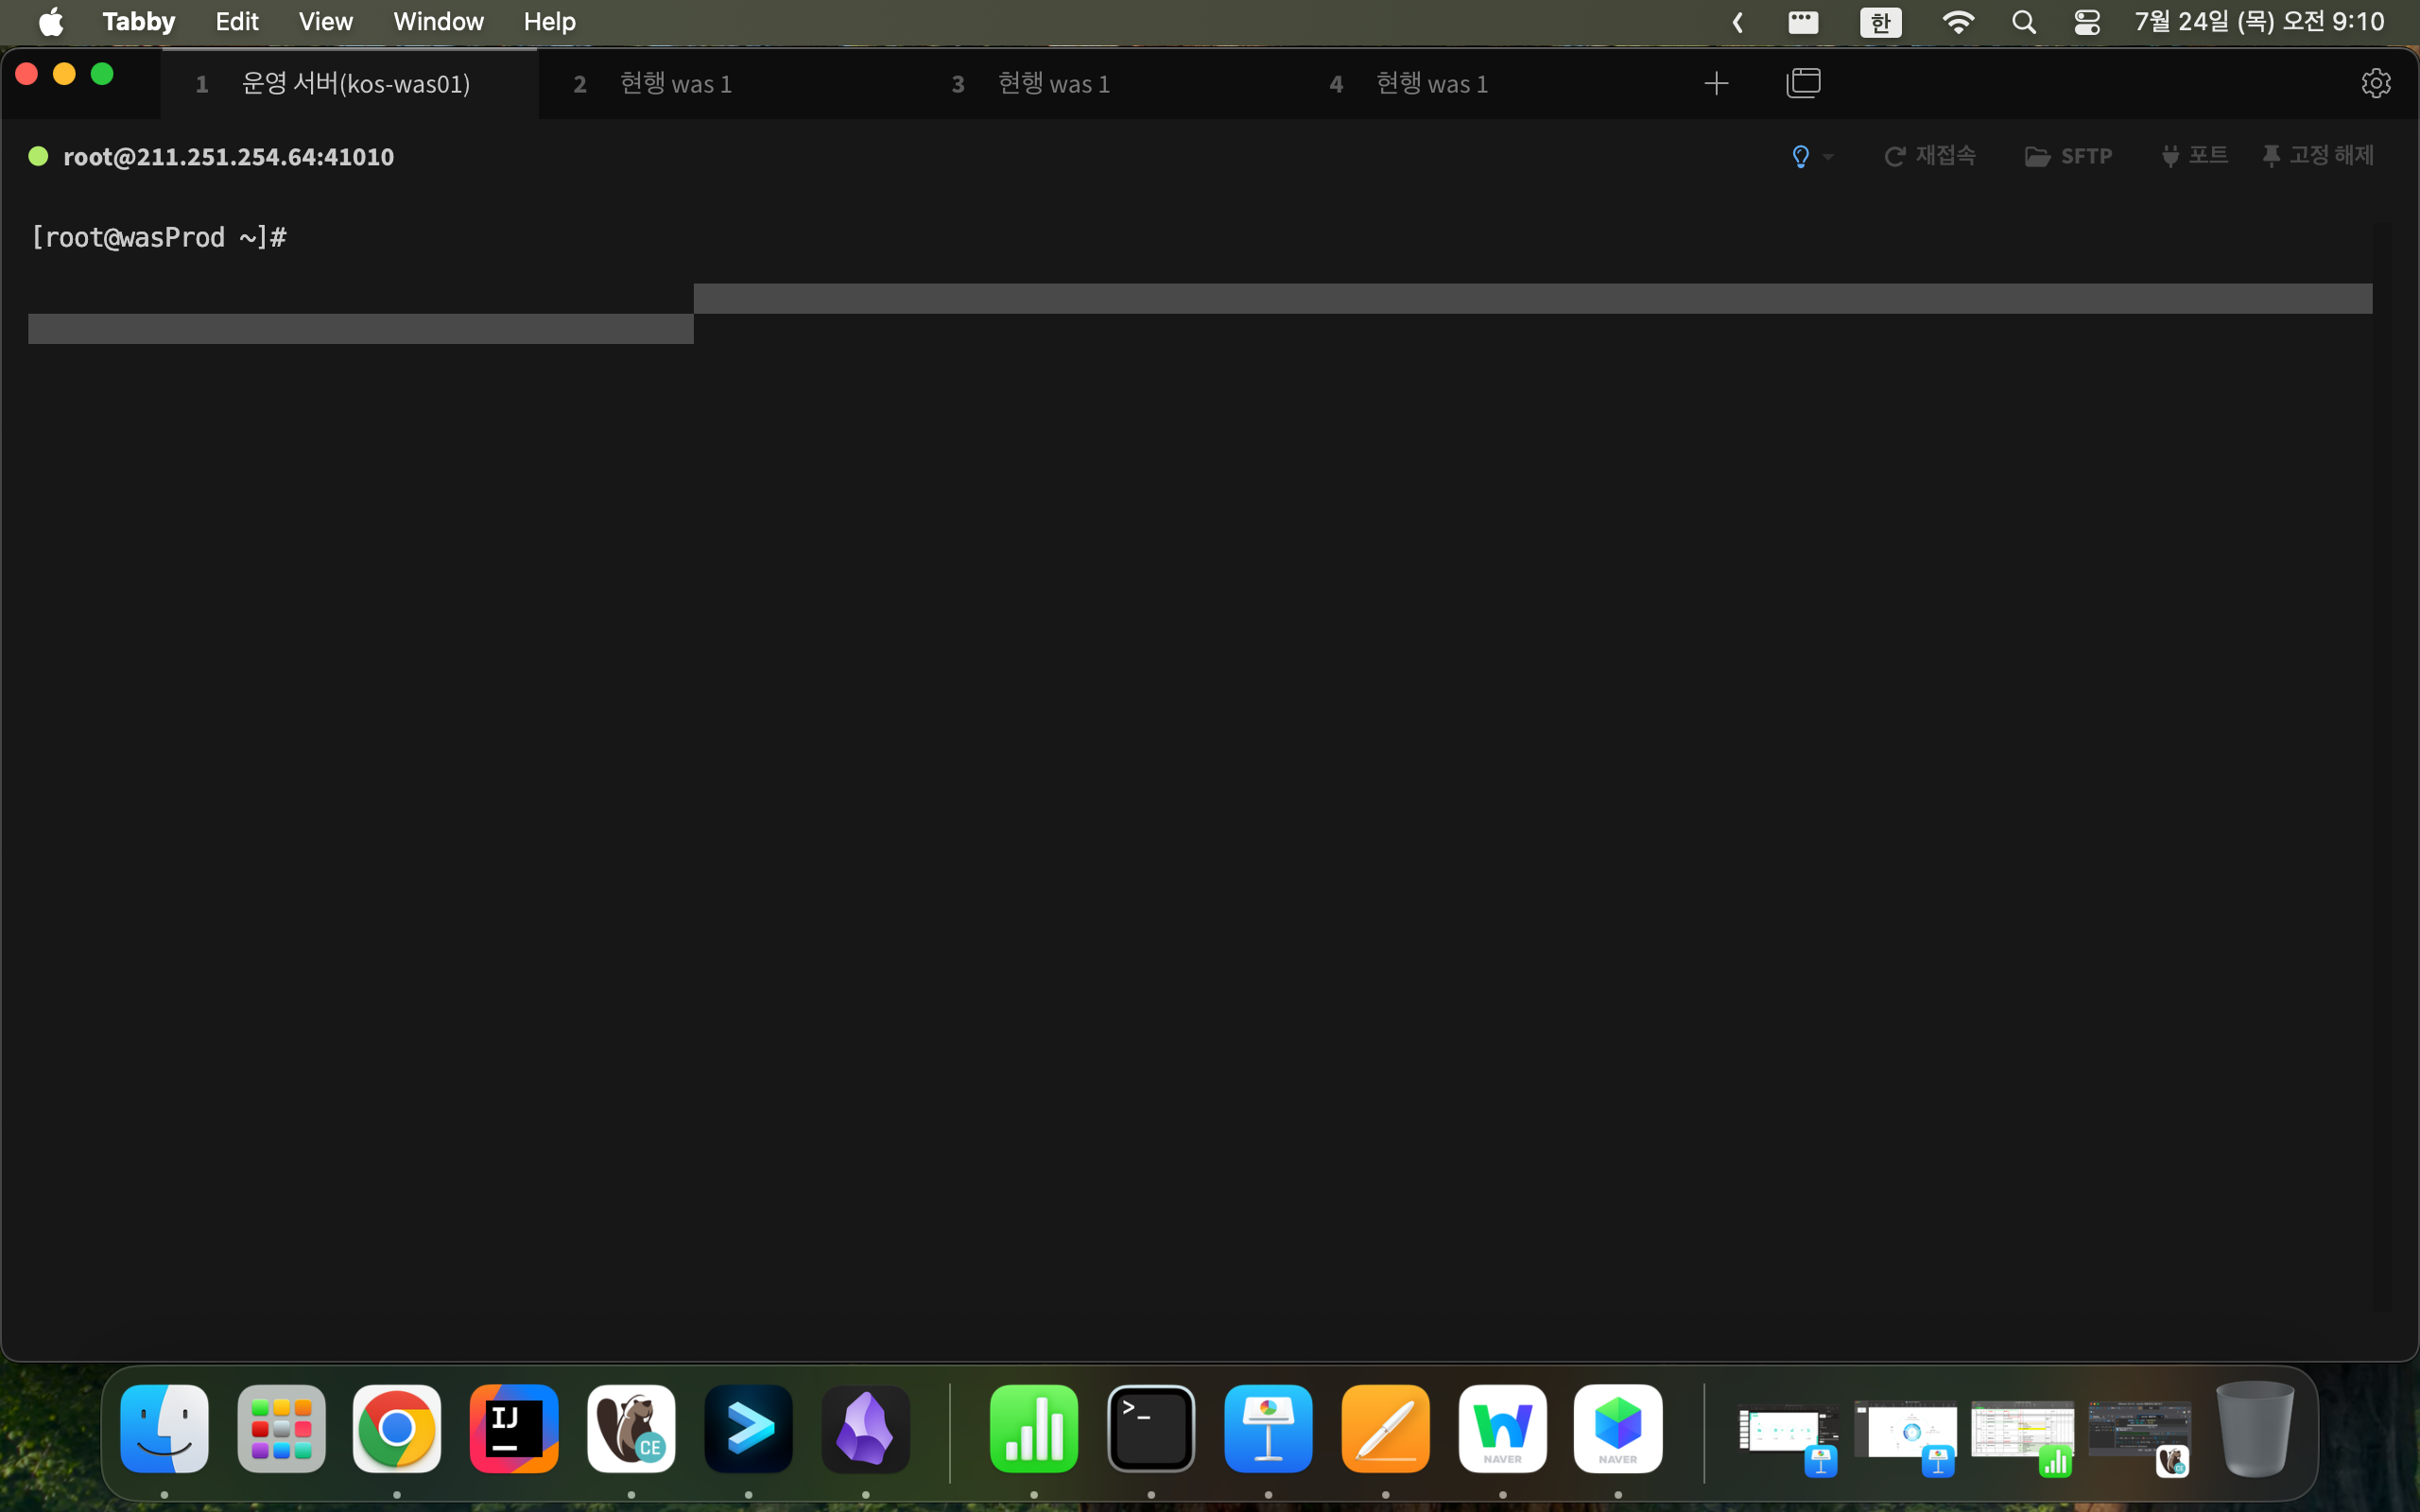 Tabby Edit View Window Help 한 7월 24일 (목) 오전 9:10
1 운영 서버(kos-was01) 2 현행 was 1 3 현행 was 1 4 현행 was 1
root@211.251.254.64:41010 재접속 SFTP 포트 고정 해제
[root@wasProd ~]#
IJ CE >_ NAVER NAVER